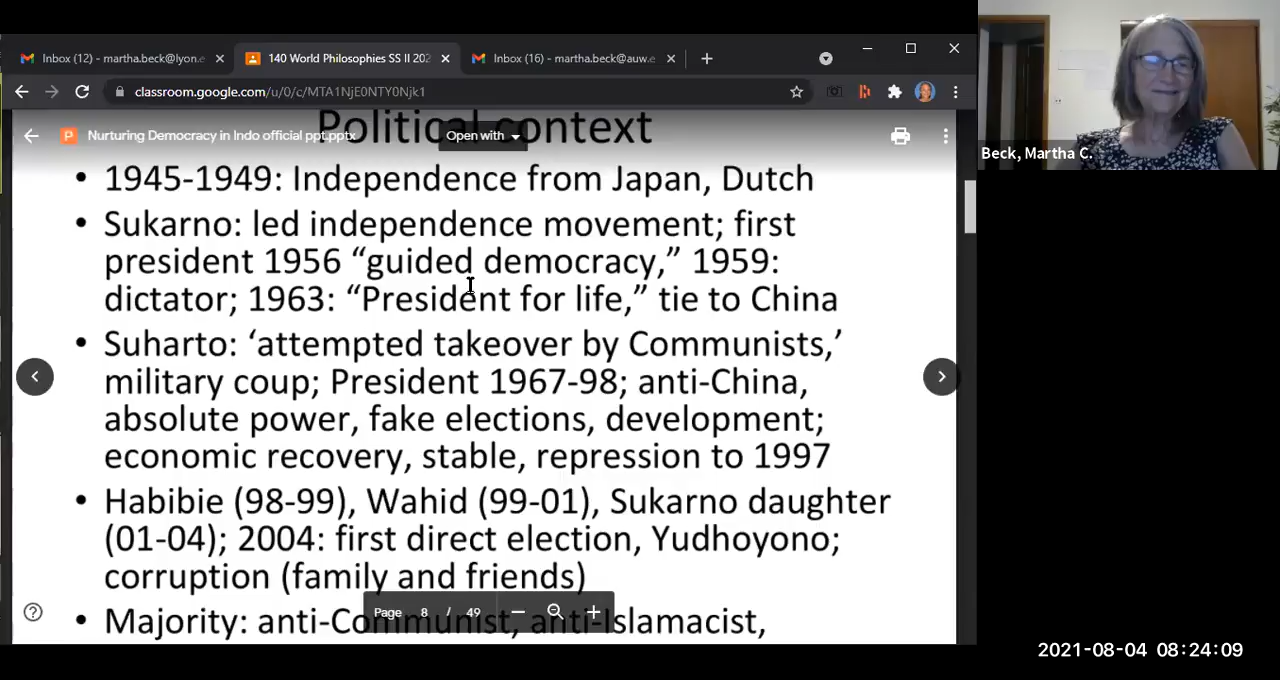 Inbox (12) - martha.beck@lyon.e
140 World Philosophies SS II 202
Inbox (16) - martha.beck@auw.e
classroom.google.com/u/0/c/MTA1NjE0NTY0Njk1
Political context
Nurturing Democracy in Indo official ppt.pptx
Open with
Beck, Martha C.
• 1945-1949: Independence from Japan, Dutch
• Sukarno: led independence movement; first
president 1956 “guided democracy,” 1959:
dictator; 1963: “President for life,” tie to China
• Suharto: ‘attempted takeover by Communists,’
military coup; President 1967-98; anti-China,
absolute power, fake elections, development;
economic recovery, stable, repression to 1997
• Habibie (98-99), Wahid (99-01), Sukarno daughter
(01-04); 2004: first direct election, Yudhoyono;
corruption (family and friends)
• Majority: anti-Communist, anti-Islamacist,
Page 8 / 49
2021-08-04 08:24:09